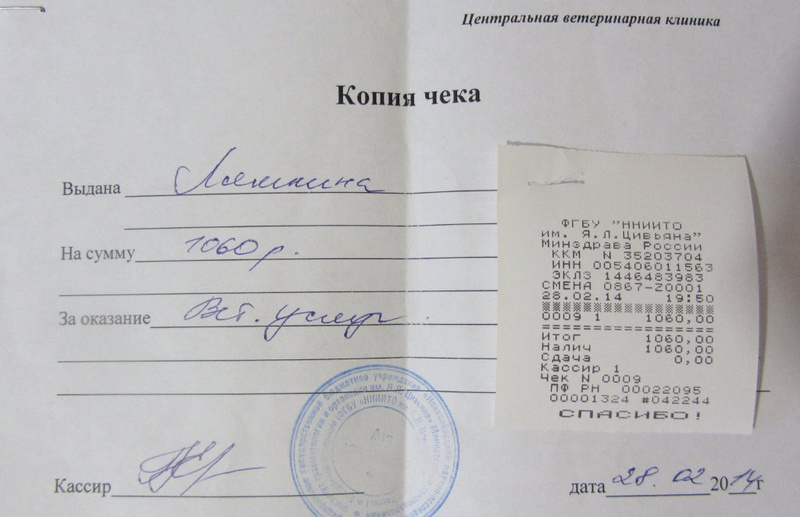 Центральная ветеринарная клиника
Копия чека
Выдана Лямкина
На сумму 1060 р.
За оказание Вет. услуг
ФГБУ "ННИИТО
им. Я.Л.Цивьяна"
Минздрава России
ККМ N 35203704
ИНН 005406011563
ЭКЛЗ 1446483983
СМЕНА 0867-Z0001
28.02.14 19:50
0009 1 1060,00
Итог 1060,00
Налич 1060,00
Сдача 0,00
Кассир 1
Чек N 0009
ПФ РН 00022095
00001324 #042244
СПАСИБО!
Кассир
дата 28.02 2014г